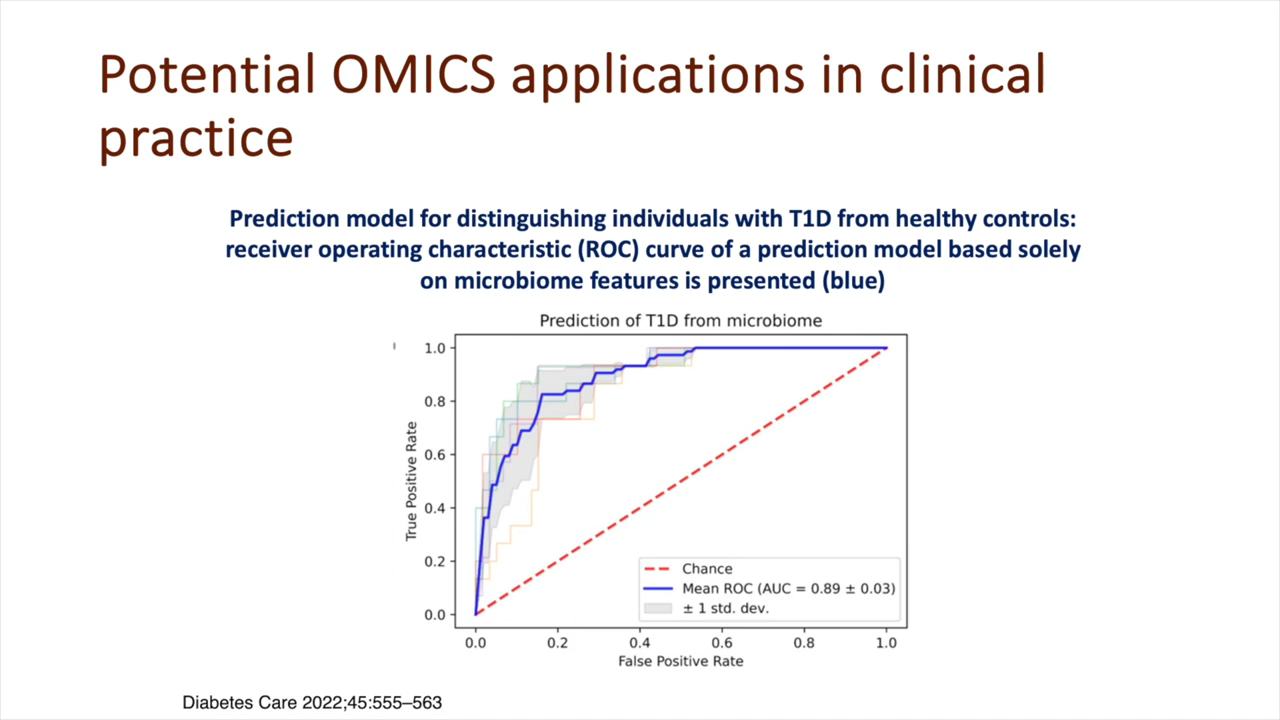 Potential OMICS applications in clinical
practice
Prediction model for distinguishing individuals with T1D from healthy controls:
receiver operating characteristic (ROC) curve of a prediction model based solely
on microbiome features is presented (blue)
Prediction of T1D from microbiome
1.0
0.8
0.6
0.4
0.2
0.0
True Positive Rate
Chance
Mean ROC (AUC = 0.89 ± 0.03)
± 1 std. dev.
0.0 0.2 0.4 0.6 0.8 1.0
False Positive Rate
Diabetes Care 2022;45:555–563